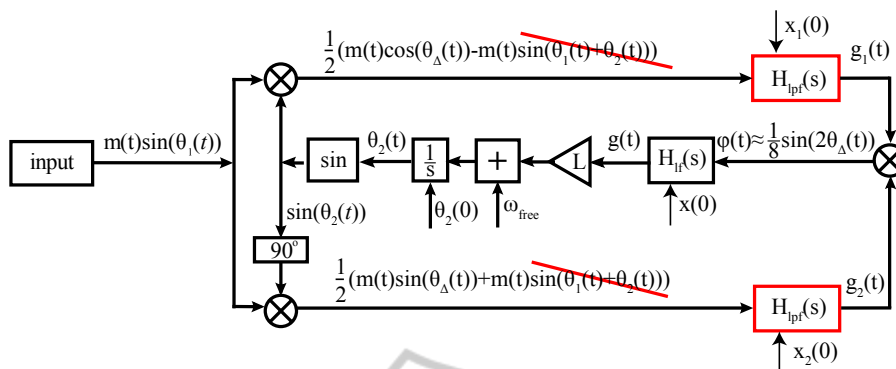 x₁(0)
½(m(t)cos(θ_Δ(t))-m(t)sin(θ₁(t)+θ₂(t)))
H_lpf(s)
g₁(t)
input
m(t)sin(θ₁(t))
sin
θ₂(t)
1/s
+
L
g(t)
H_lf(s)
φ(t)≈⅛sin(2θ_Δ(t))
θ₂(0)
ω_free
x(0)
sin(θ₂(t))
90°
½(m(t)sin(θ_Δ(t))+m(t)sin(θ₁(t)+θ₂(t)))
H_lpf(s)
g₂(t)
x₂(0)